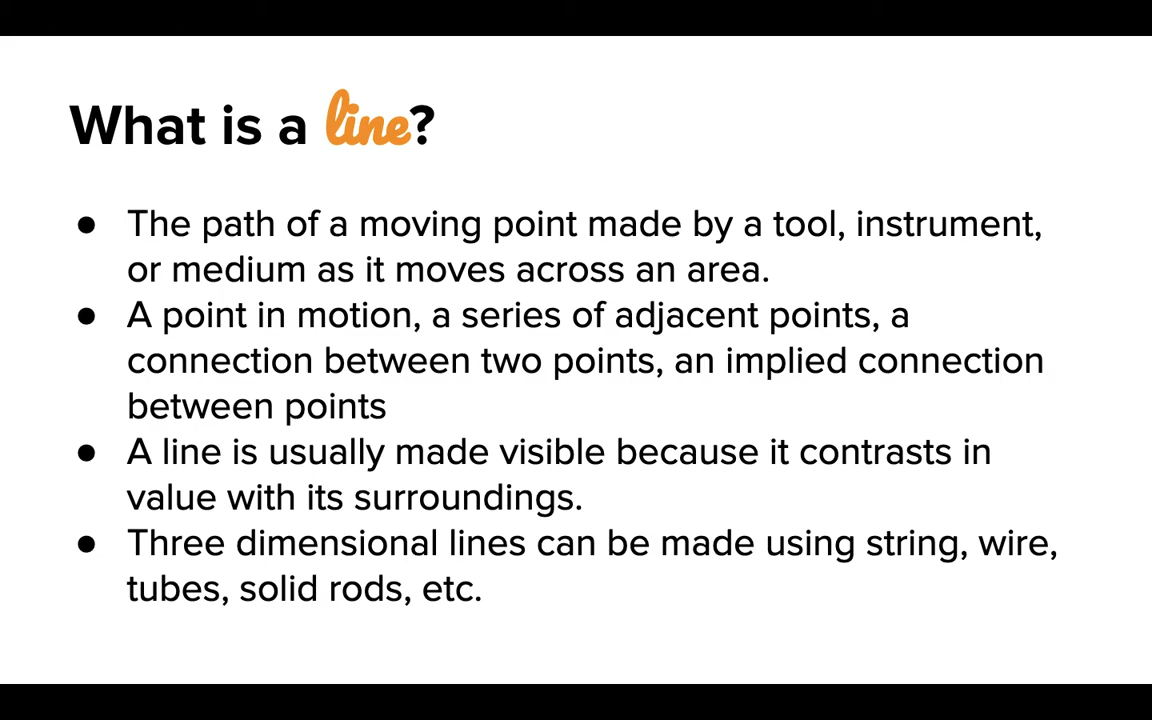 What is a line?
● The path of a moving point made by a tool, instrument,
or medium as it moves across an area.
● A point in motion, a series of adjacent points, a
connection between two points, an implied connection
between points
● A line is usually made visible because it contrasts in
value with its surroundings.
● Three dimensional lines can be made using string, wire,
tubes, solid rods, etc.